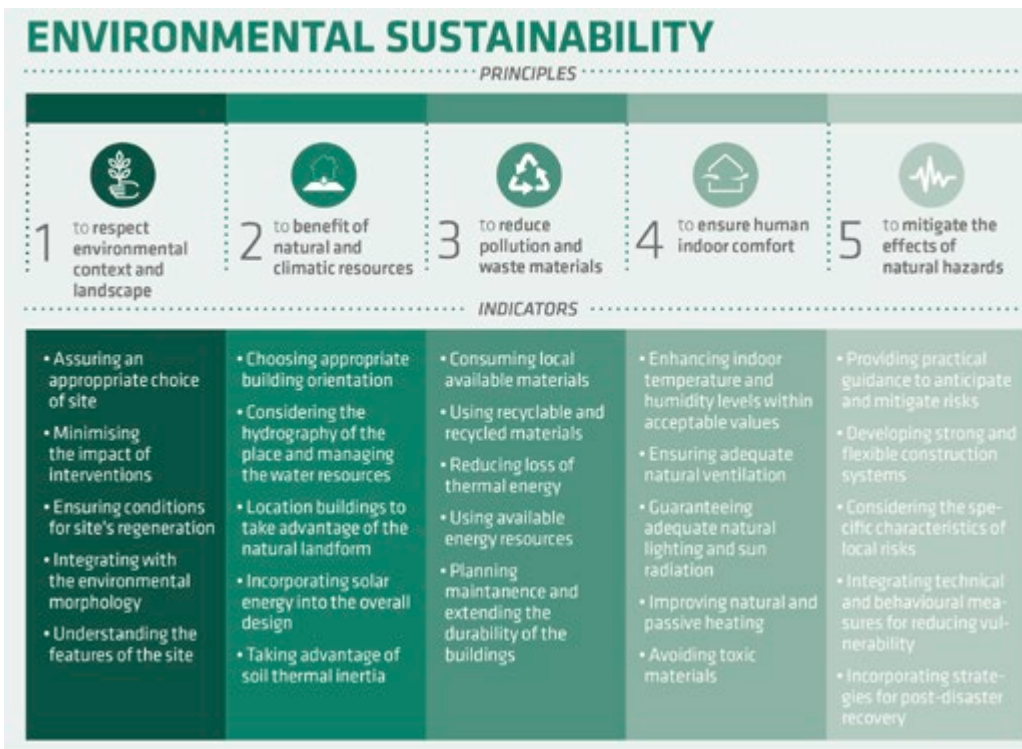 ENVIRONMENTAL SUSTAINABILITY
PRINCIPLES
1
to respect
environmental
context and
landscape
2
to benefit of
natural and
climatic resources
3
to reduce
pollution and
waste materials
4
to ensure human
indoor comfort
5
to mitigate the
effects of
natural hazards
INDICATORS
• Assuring an
approppriate choice
of site
• Minimising
the impact of
interventions
• Ensuring conditions
for site's regeneration
• Integrating with
the environmental
morphology
• Understanding the
features of the site
• Choosing appropriate
building orientation
• Considering the
hydrography of the
place and managing
the water resources
• Location buildings to
take advantage of the
natural landform
• Incorporating solar
energy into the overall
design
• Taking advantage of
soil thermal inertia
• Consuming local
available materials
• Using recyclable and
recycled materials
• Reducing loss of
thermal energy
• Using available
energy resources
• Planning
maintanence and
extending the
durability of the
buildings
• Enhancing indoor
temperature and
humidity levels within
acceptable values
• Ensuring adequate
natural ventilation
• Guaranteeing
adequate natural
lighting and sun
radiation
• Improving natural and
passive heating
• Avoiding toxic
materials
• Providing practical
guidance to anticipate
and mitigate risks
• Developing strong and
flexible construction
systems
• Considering the spe-
cific characteristics of
local risks
• Integrating technical
and behavioural mea-
sures for reducing vul-
nerability
• Incorporating strate-
gies for post-disaster
recovery